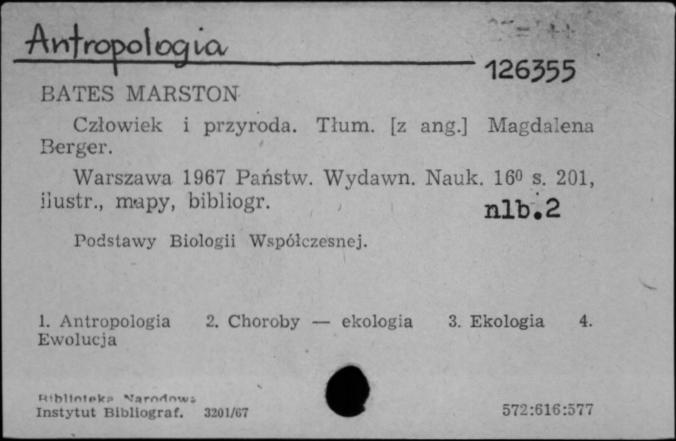 Antropologia
126355
BATES MARSTON
Człowiek i przyroda. Tłum. [z ang.] Magdalena
Berger.
Warszawa 1967 Państw. Wydawn. Nauk. 16⁰ s. 201,
ilustr., mapy, bibliogr.
nlb.2
Podstawy Biologii Współczesnej.
1. Antropologia 2. Choroby — ekologia 3. Ekologia 4.
Ewolucja
Biblioteka Narodowa
Instytut Bibliograf. 3201/67
572:616:577